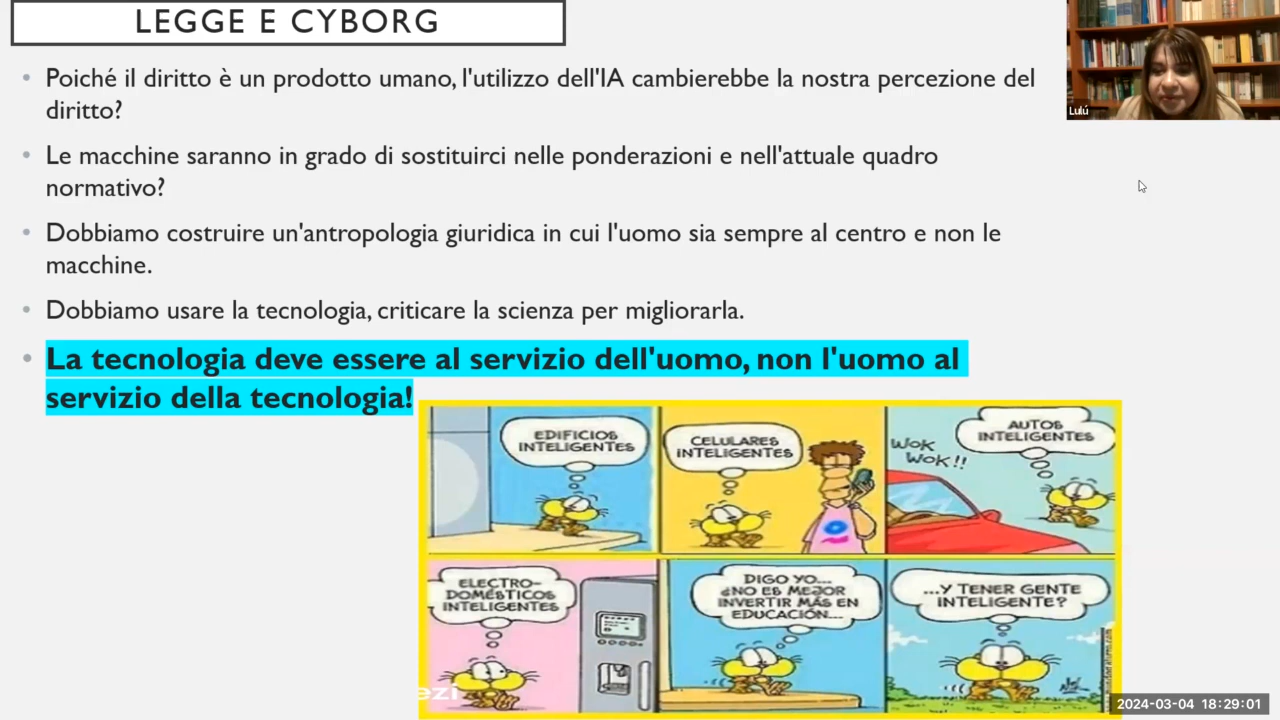 LEGGE E CYBORG
Poiché il diritto è un prodotto umano, l'utilizzo dell'IA cambierebbe la nostra percezione del
diritto?
Le macchine saranno in grado di sostituirci nelle ponderazioni e nell'attuale quadro
normativo?
Dobbiamo costruire un'antropologia giuridica in cui l'uomo sia sempre al centro e non le
macchine.
Dobbiamo usare la tecnologia, criticare la scienza per migliorarla.
La tecnologia deve essere al servizio dell'uomo, non l'uomo al
servizio della tecnologia!
Lulú
EDIFICIOS
INTELIGENTES
CELULARES
INTELIGENTES
WOK
WOK!!
AUTOS
INTELIGENTES
ELECTRO-
DOMÉSTICOS
INTELIGENTES
DIGO YO...
¿NO ES MEJOR
INVERTIR MÁS EN
EDUCACIÓN...
...Y TENER GENTE
INTELIGENTE?
ezi
2024-03-04 18:29:01